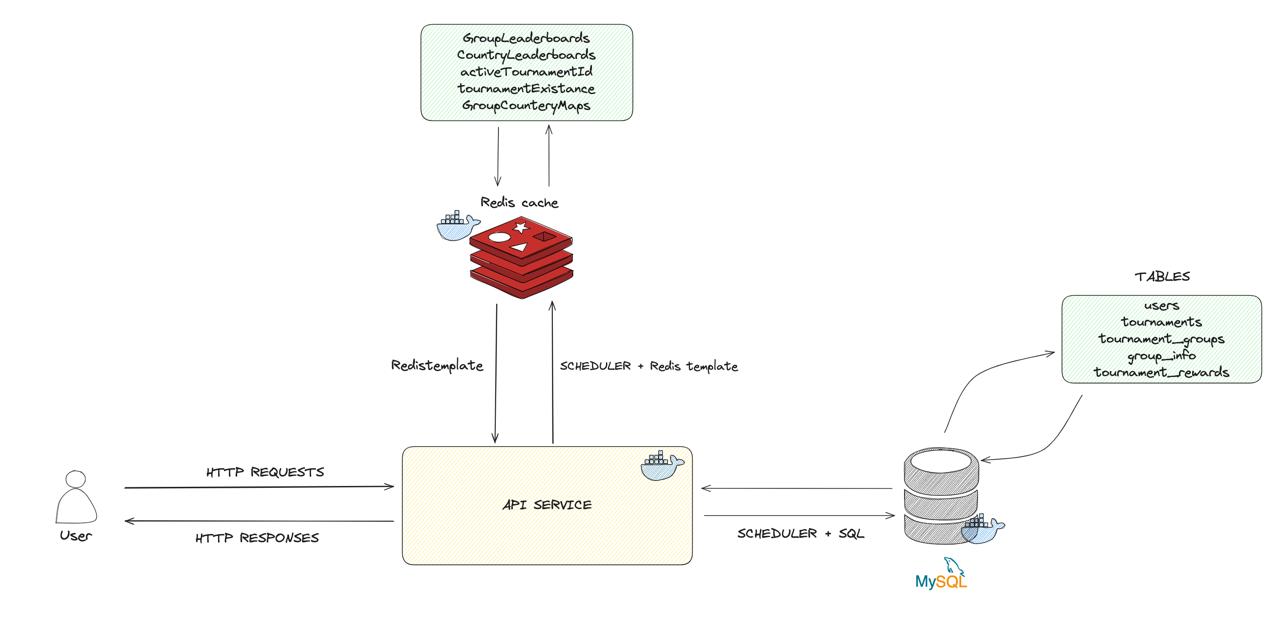 GroupLeaderboards
CountryLeaderboards
activeTournamentId
tournamentExistance
GroupCounteryMaps
Redis cache
TABLES
users
tournaments
tournament_groups
group_info
tournament_rewards
Redistemplate
SCHEDULER + Redis template
HTTP REQUESTS
API SERVICE
User
HTTP RESPONSES
SCHEDULER + SQL
MySQL